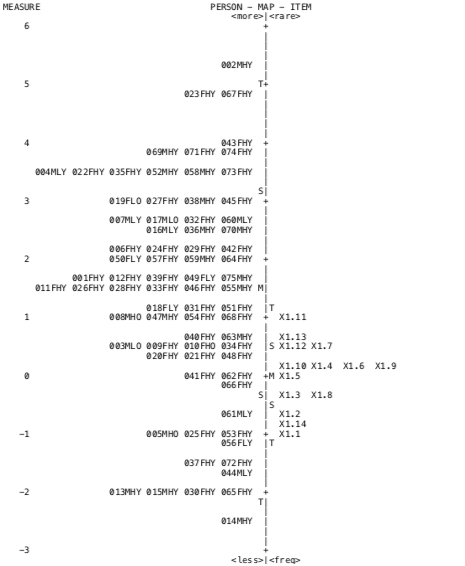 MEASURE PERSON - MAP - ITEM
<more>|<rare>
6 +
002MHY |
5 T+
023FHY 067FHY |
4 043FHY +
069MHY 071FHY 074FHY |
004MLY 022FHY 035FHY 052MHY 058MHY 073FHY |
S|
3 019FLO 027FHY 038MHY 045FHY +
007MLY 017MLO 032FHY 060MLY |
016MLY 036MHY 070MHY |
006FHY 024FHY 029FHY 042FHY |
2 050FLY 057FHY 059MHY 064FHY +
001FHY 012FHY 039FHY 049FLY 075MHY |
011FHY 026FHY 028FHY 033FHY 046FHY 055MHY M|
018FLY 031FHY 051FHY |T
1 008MHO 047MHY 054FHY 068FHY + X1.11
040FHY 063MHY | X1.13
003MLO 009FHY 010FHO 034FHY |S X1.12 X1.7
020FHY 021FHY 048FHY |
| X1.10 X1.4 X1.6 X1.9
0 041FHY 062FHY +M X1.5
066FHY |
S| X1.3 X1.8
|S
061MLY | X1.2
| X1.14
-1 005MHO 025FHY 053FHY + X1.1
056FLY |T
037FHY 072FHY |
044MLY |
-2 013MHY 015MHY 030FHY 065FHY +
T|
014MHY |
-3 +
<less>|<freq>